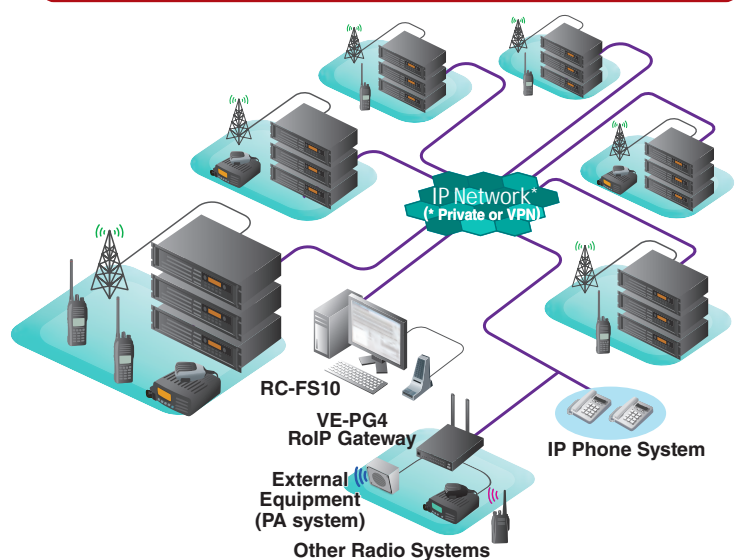 IP Network*
(* Private or VPN)
RC-FS10
VE-PG4
RoIP Gateway
IP Phone System
External
Equipment
(PA system)
Other Radio Systems